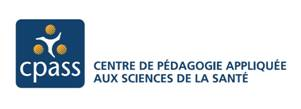 cpass
CENTRE DE PÉDAGOGIE APPLIQUÉE
AUX SCIENCES DE LA SANTÉ